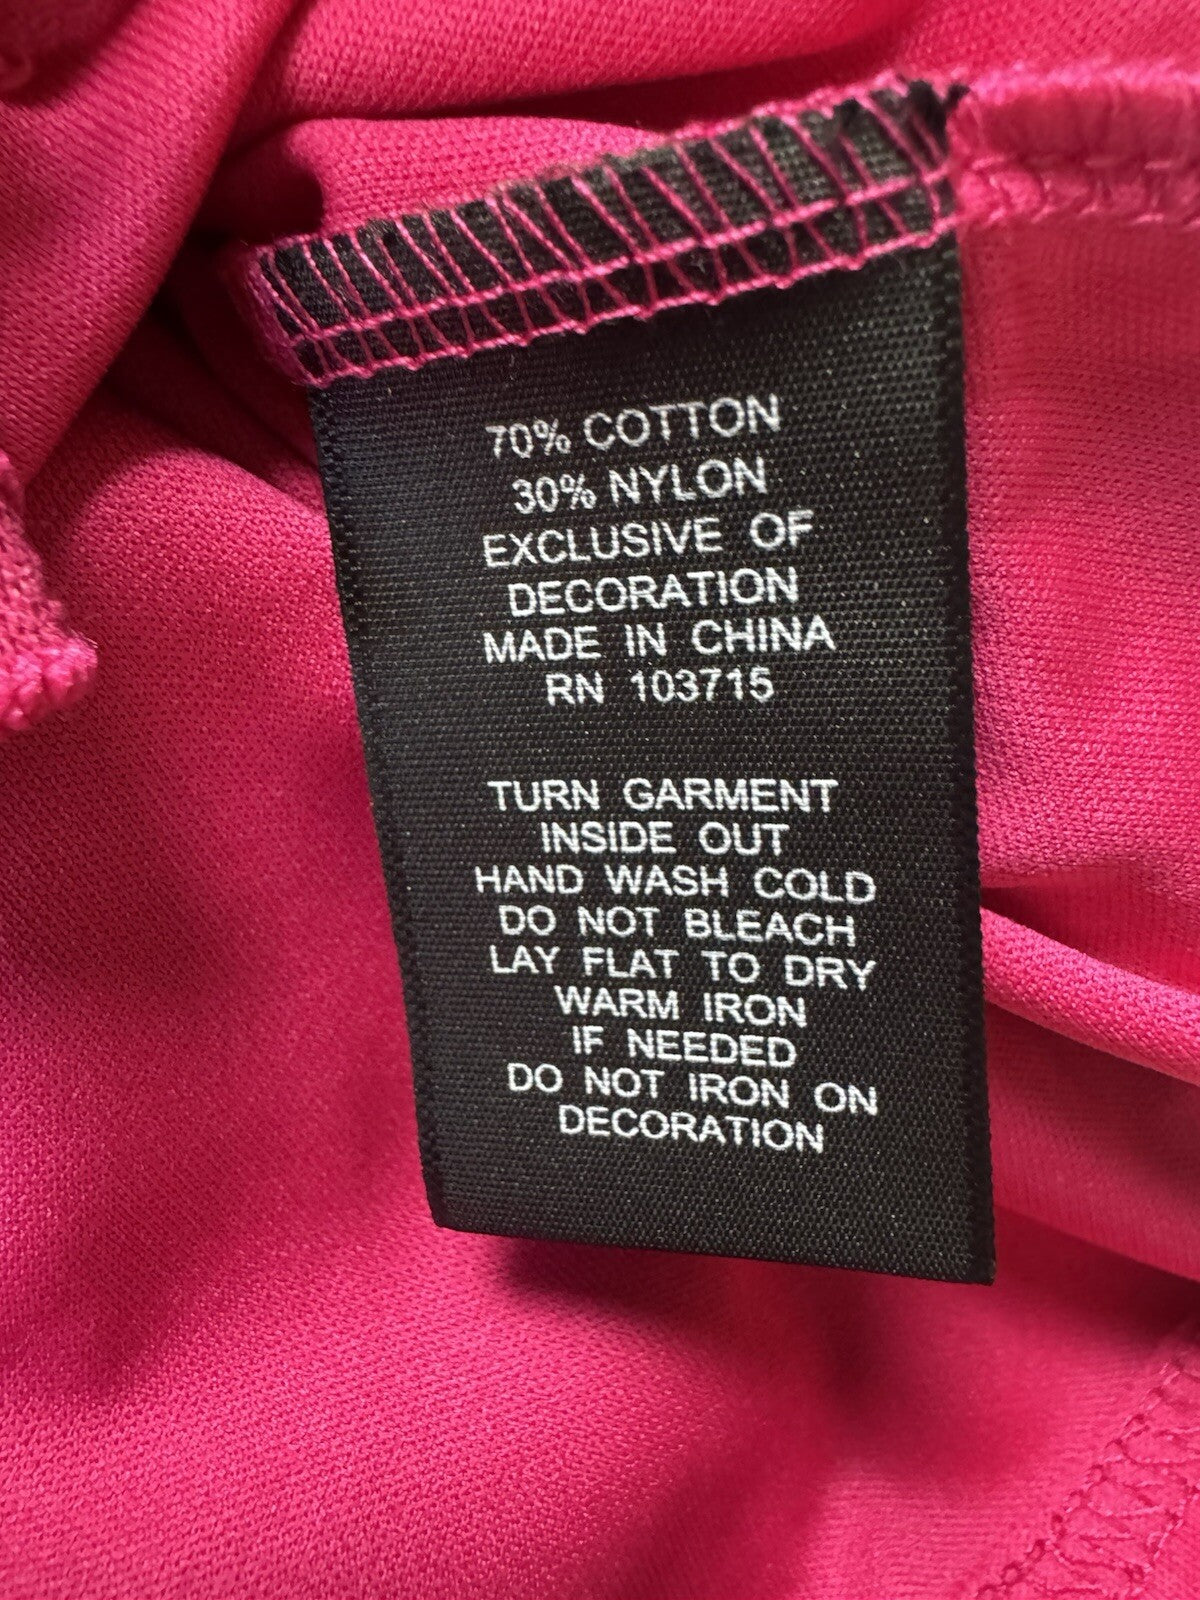 70% COTTON
30% NYLON
EXCLUSIVE OF
DECORATION
MADE IN CHINA
RN 103715
TURN GARMENT
INSIDE OUT
HAND WASH COLD
DO NOT BLEACH
LAY FLAT TO DRY
WARM IRON
IF NEEDED
DO NOT IRON ON
DECORATION